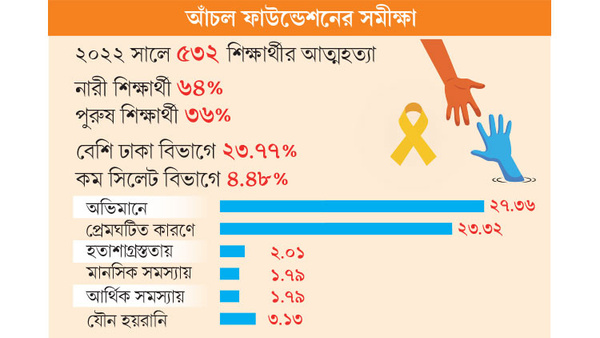 আঁচল ফাউন্ডেশনের সমীক্ষা
২০২২ সালে ৫৩২ শিক্ষার্থীর আত্মহত্যা
নারী শিক্ষার্থী ৬৪%
পুরুষ শিক্ষার্থী ৩৬%
বেশি ঢাকা বিভাগে ২৩.৭৭%
কম সিলেট বিভাগে ৪.৪৮%
অভিমানে ২৭.৩৬
প্রেমঘটিত কারণে ২৩.৩২
হতাশাগ্রস্ততায় ২.০১
মানসিক সমস্যায় ১.৭৯
আর্থিক সমস্যায় ১.৭৯
যৌন হয়রানি ৩.১৩